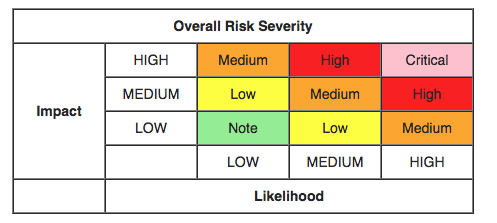 Overall Risk Severity
HIGH Medium High Critical
MEDIUM Low Medium High
Impact
LOW Note Low Medium
LOW MEDIUM HIGH
Likelihood